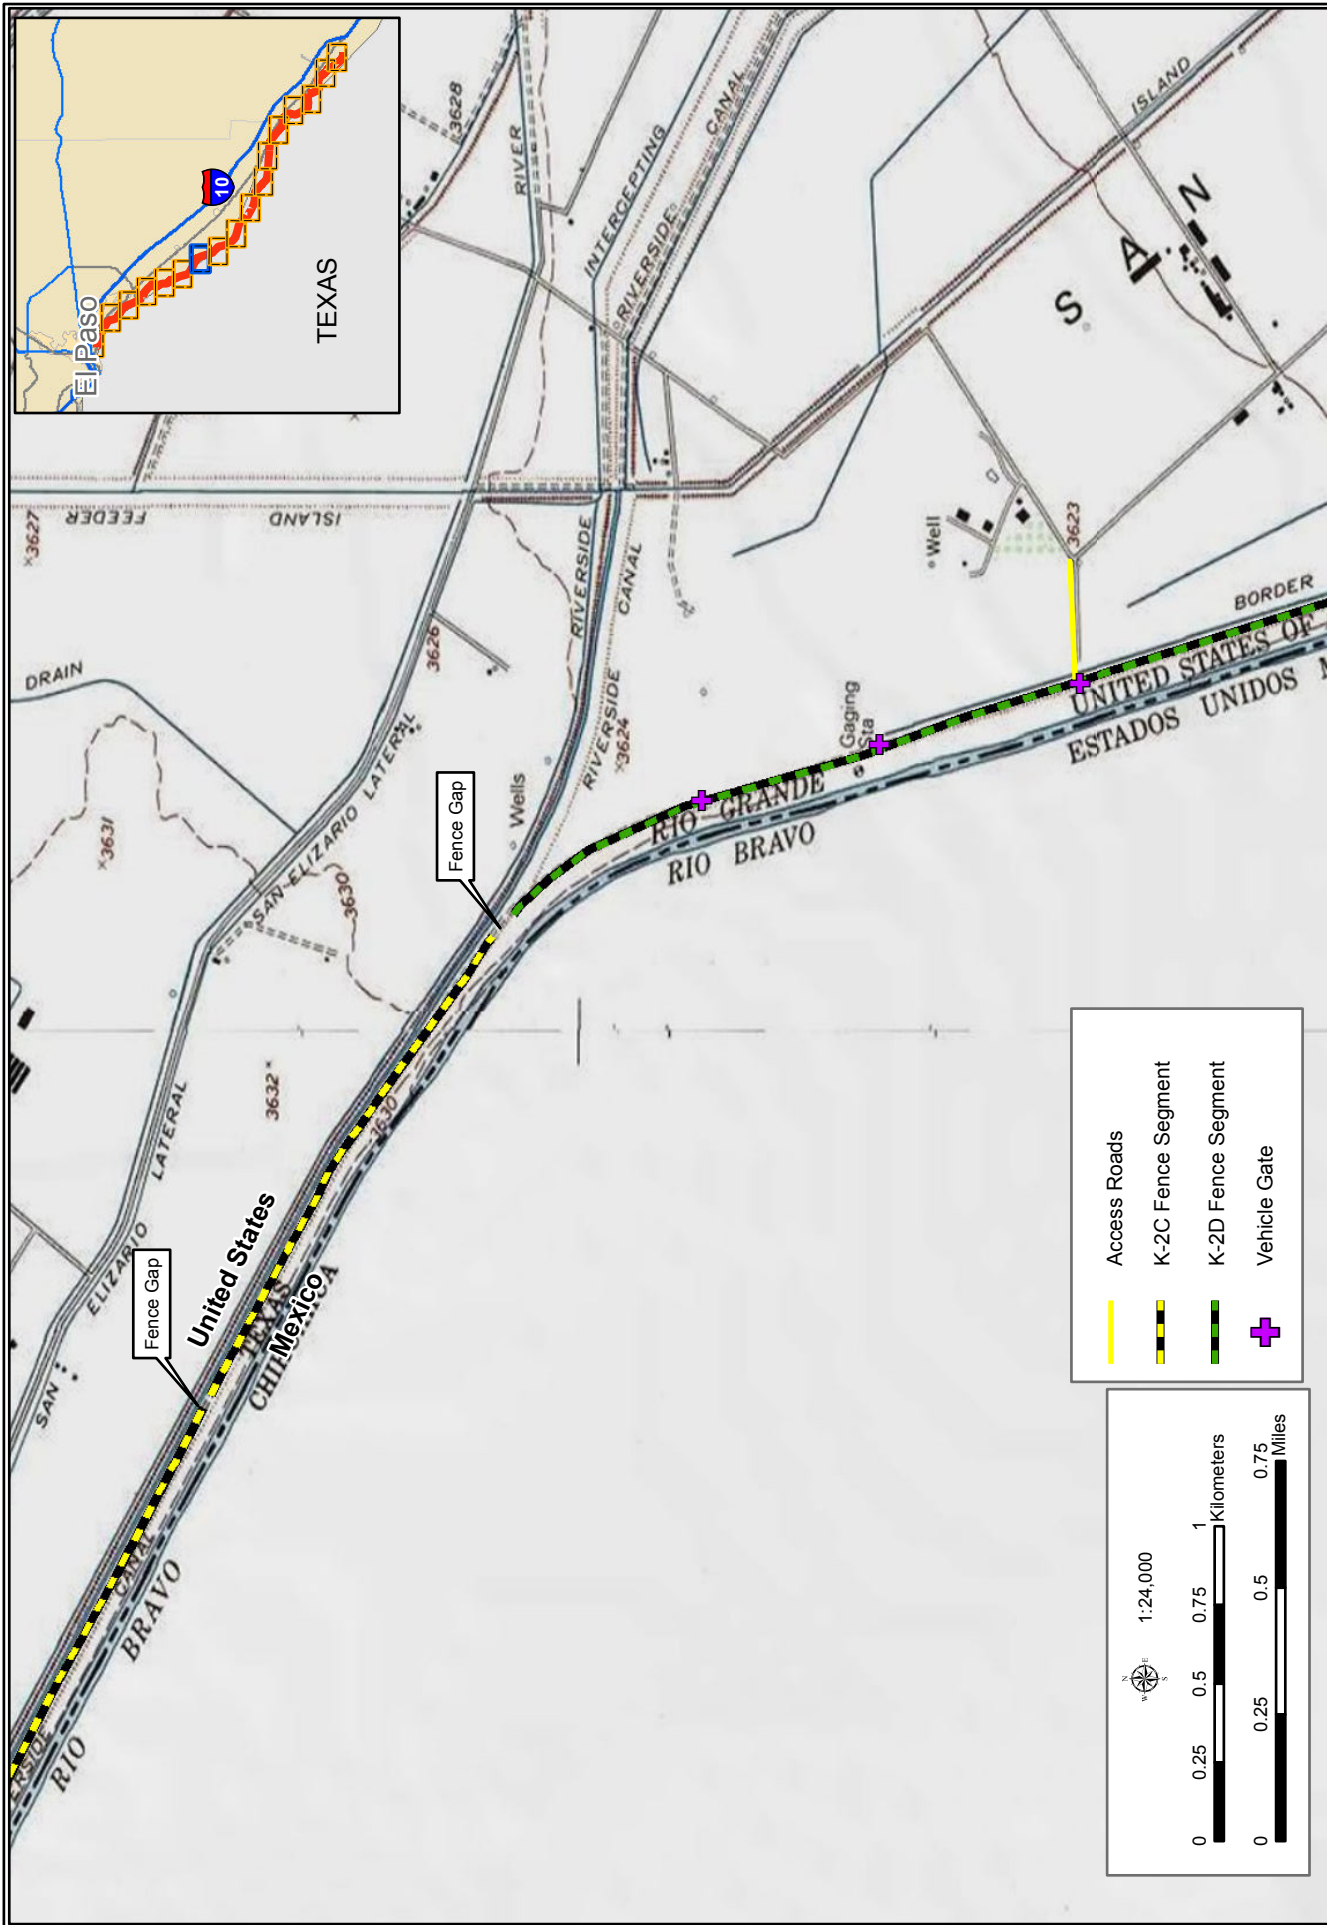 El Paso
10
TEXAS
3628
RIVER
INTERCEPTING
CANAL
RIVERSIDE
ISLAND
S
A
N
×3627
FEEDER
ISLAND
DRAIN
3626
RIVERSIDE
CANAL
RIVERSIDE
×3624
Well
3623
BORDER
×3631
SAN ELIZARIO LATERAL
3630
Wells
Fence Gap
Gaging
Sta
RIO GRANDE
RIO BRAVO
UNITED STATES OF
ESTADOS UNIDOS M
3632×
LATERAL
ELIZARIO
SAN
3630
Fence Gap
United States
TEXAS
Mexico
CANAL
ERSIDE
RIO
BRAVO
Access Roads
K-2C Fence Segment
K-2D Fence Segment
Vehicle Gate
N
W
E
S
1:24,000
0 0.25 0.5 0.75 1
Kilometers
0 0.25 0.5 0.75
Miles